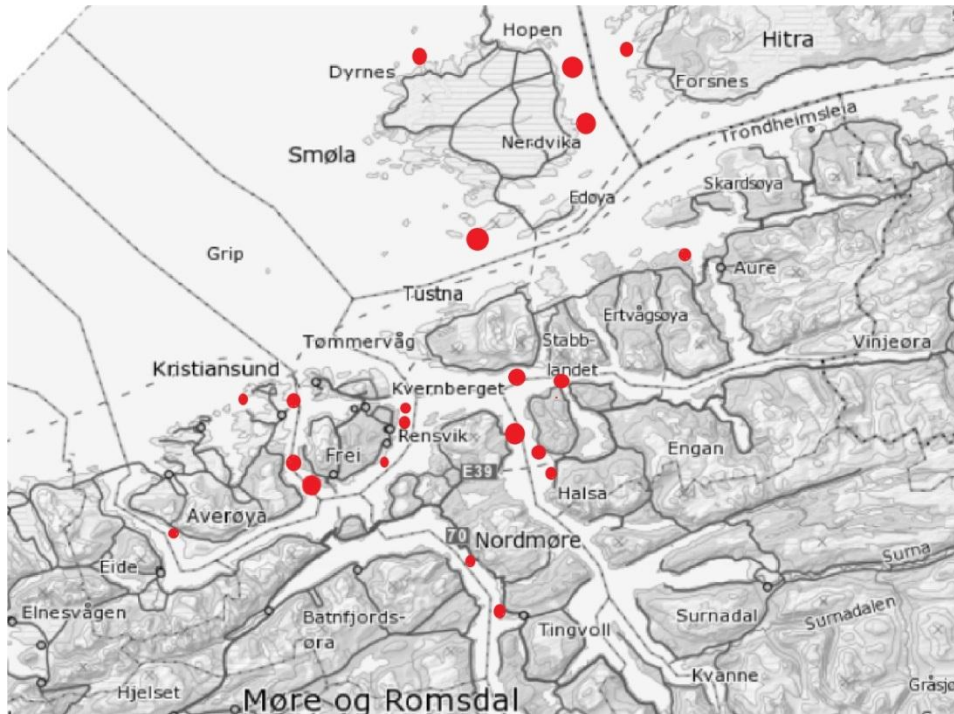 Hopen
Hitra
Dyrnes
Forsnes
Trondheimsleia
Nerdvika
Smøla
Skardsøya
Edøya
Grip
Aure
Tustna
Ertvågsøya
Stabb-
landet
Tømmervåg
Vinjeøra
Kristiansund
Kvernberget
Rensvik
Frei
Engan
E39
Halsa
Averøya
70
Nordmøre
Eide
Surna
Elnesvågen
Batnfjords-
øra
Surnadal
Surnadalen
Tingvoll
Kvanne
Hjelset
Møre og Romsdal
Gråsjø